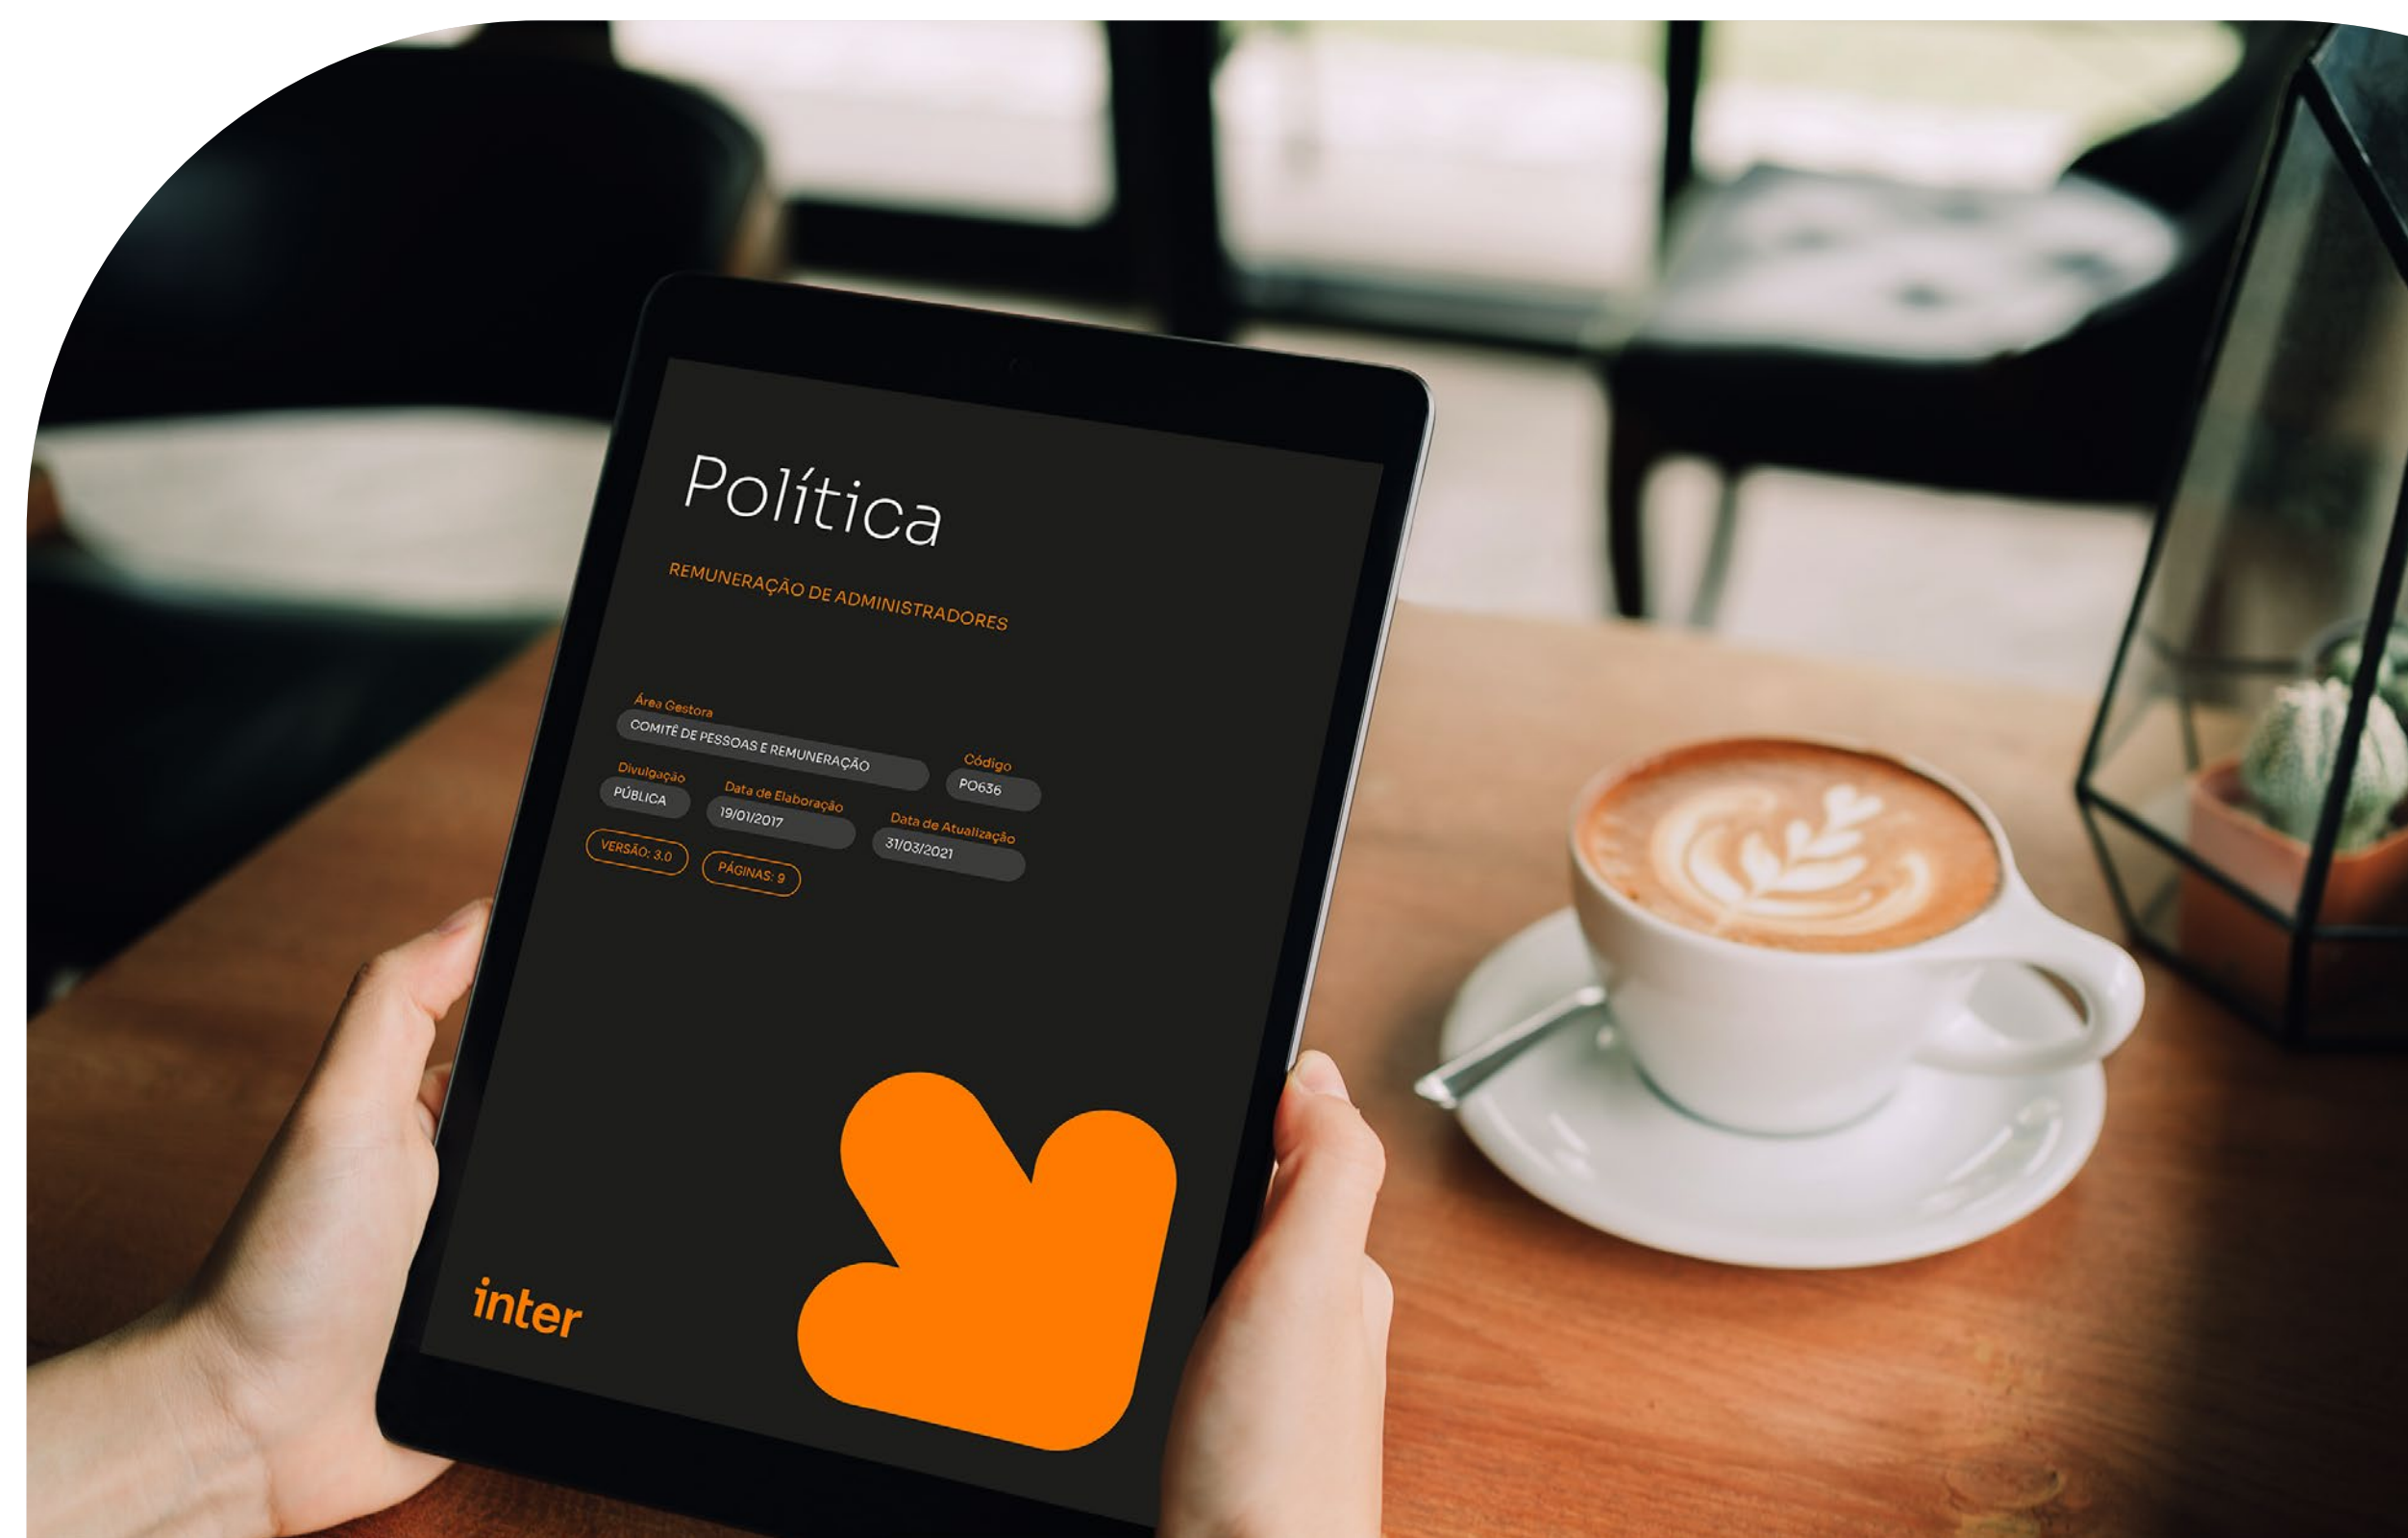 Política
REMUNERAÇÃO DE ADMINISTRADORES
Área Gestora
COMITÊ DE PESSOAS E REMUNERAÇÃO
Código
PO636
Divulgação
PÚBLICA
Data de Elaboração
19/01/2017
Data de Atualização
31/03/2021
VERSÃO: 3.0
PÁGINAS: 9
inter